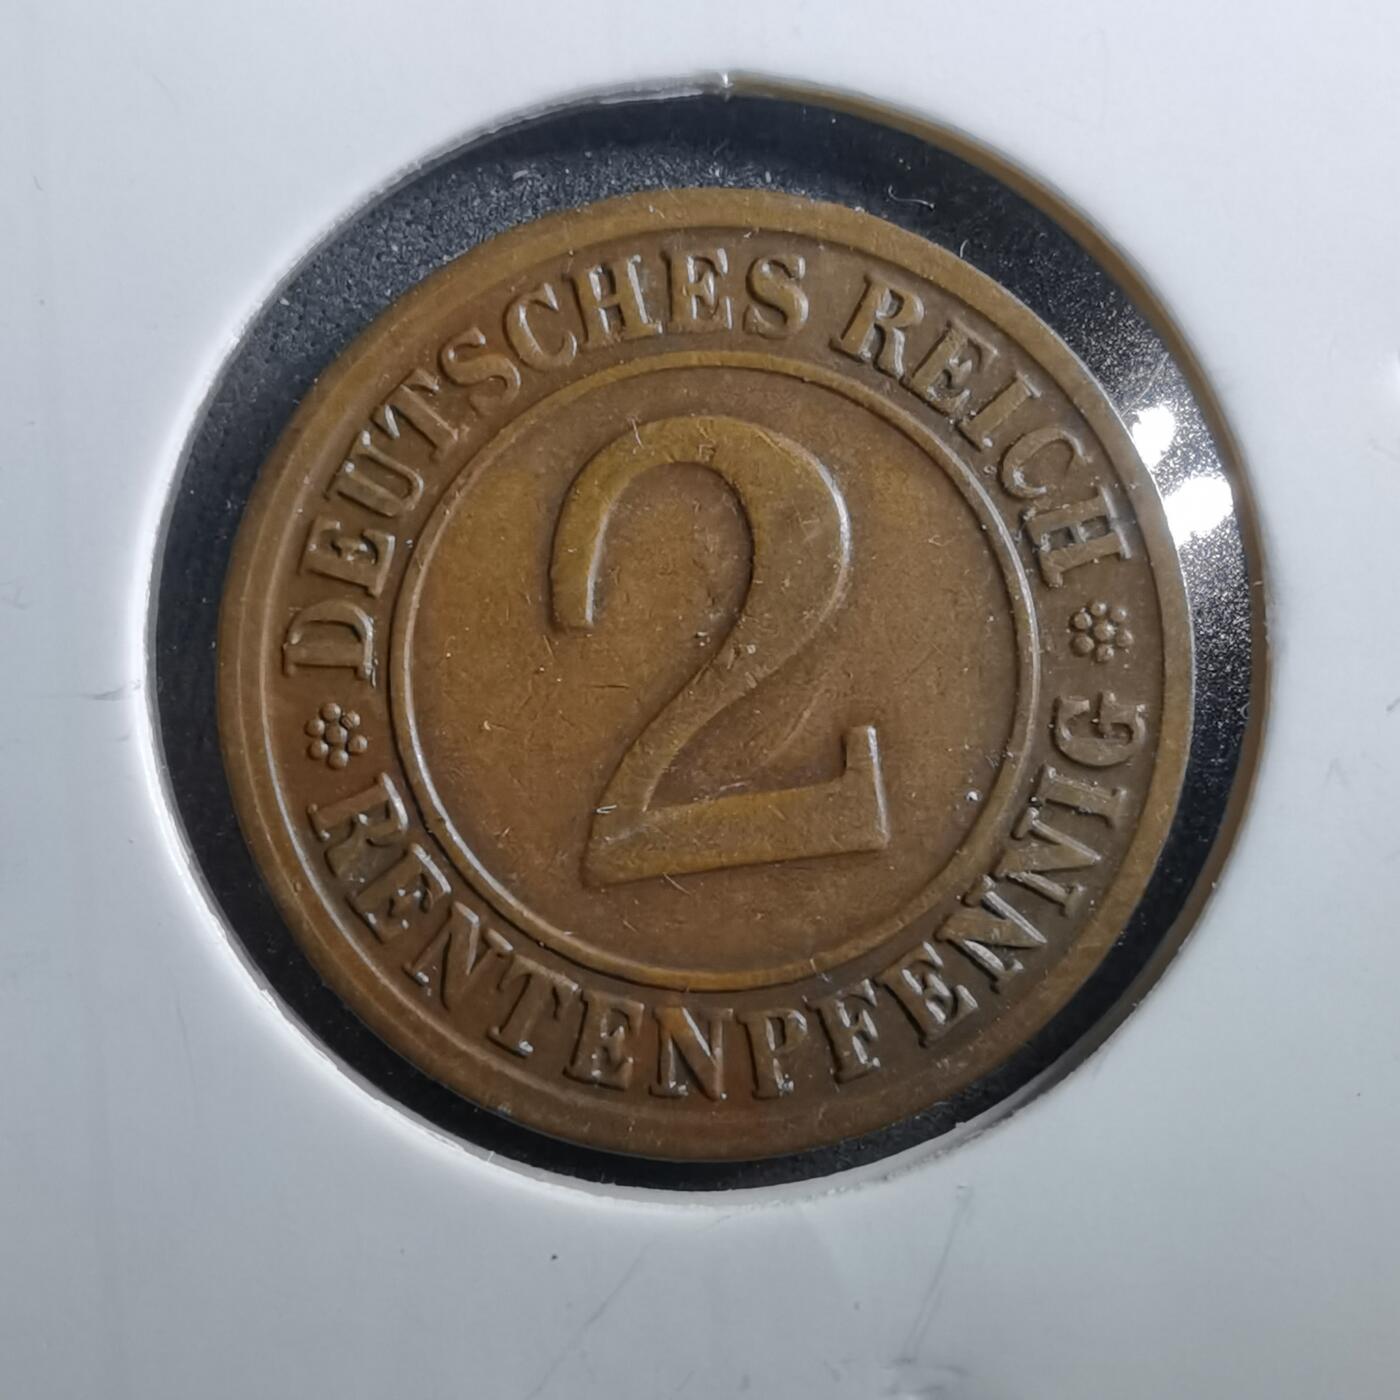 DEUTSCHES REICH
2
RENTENPFENNIG